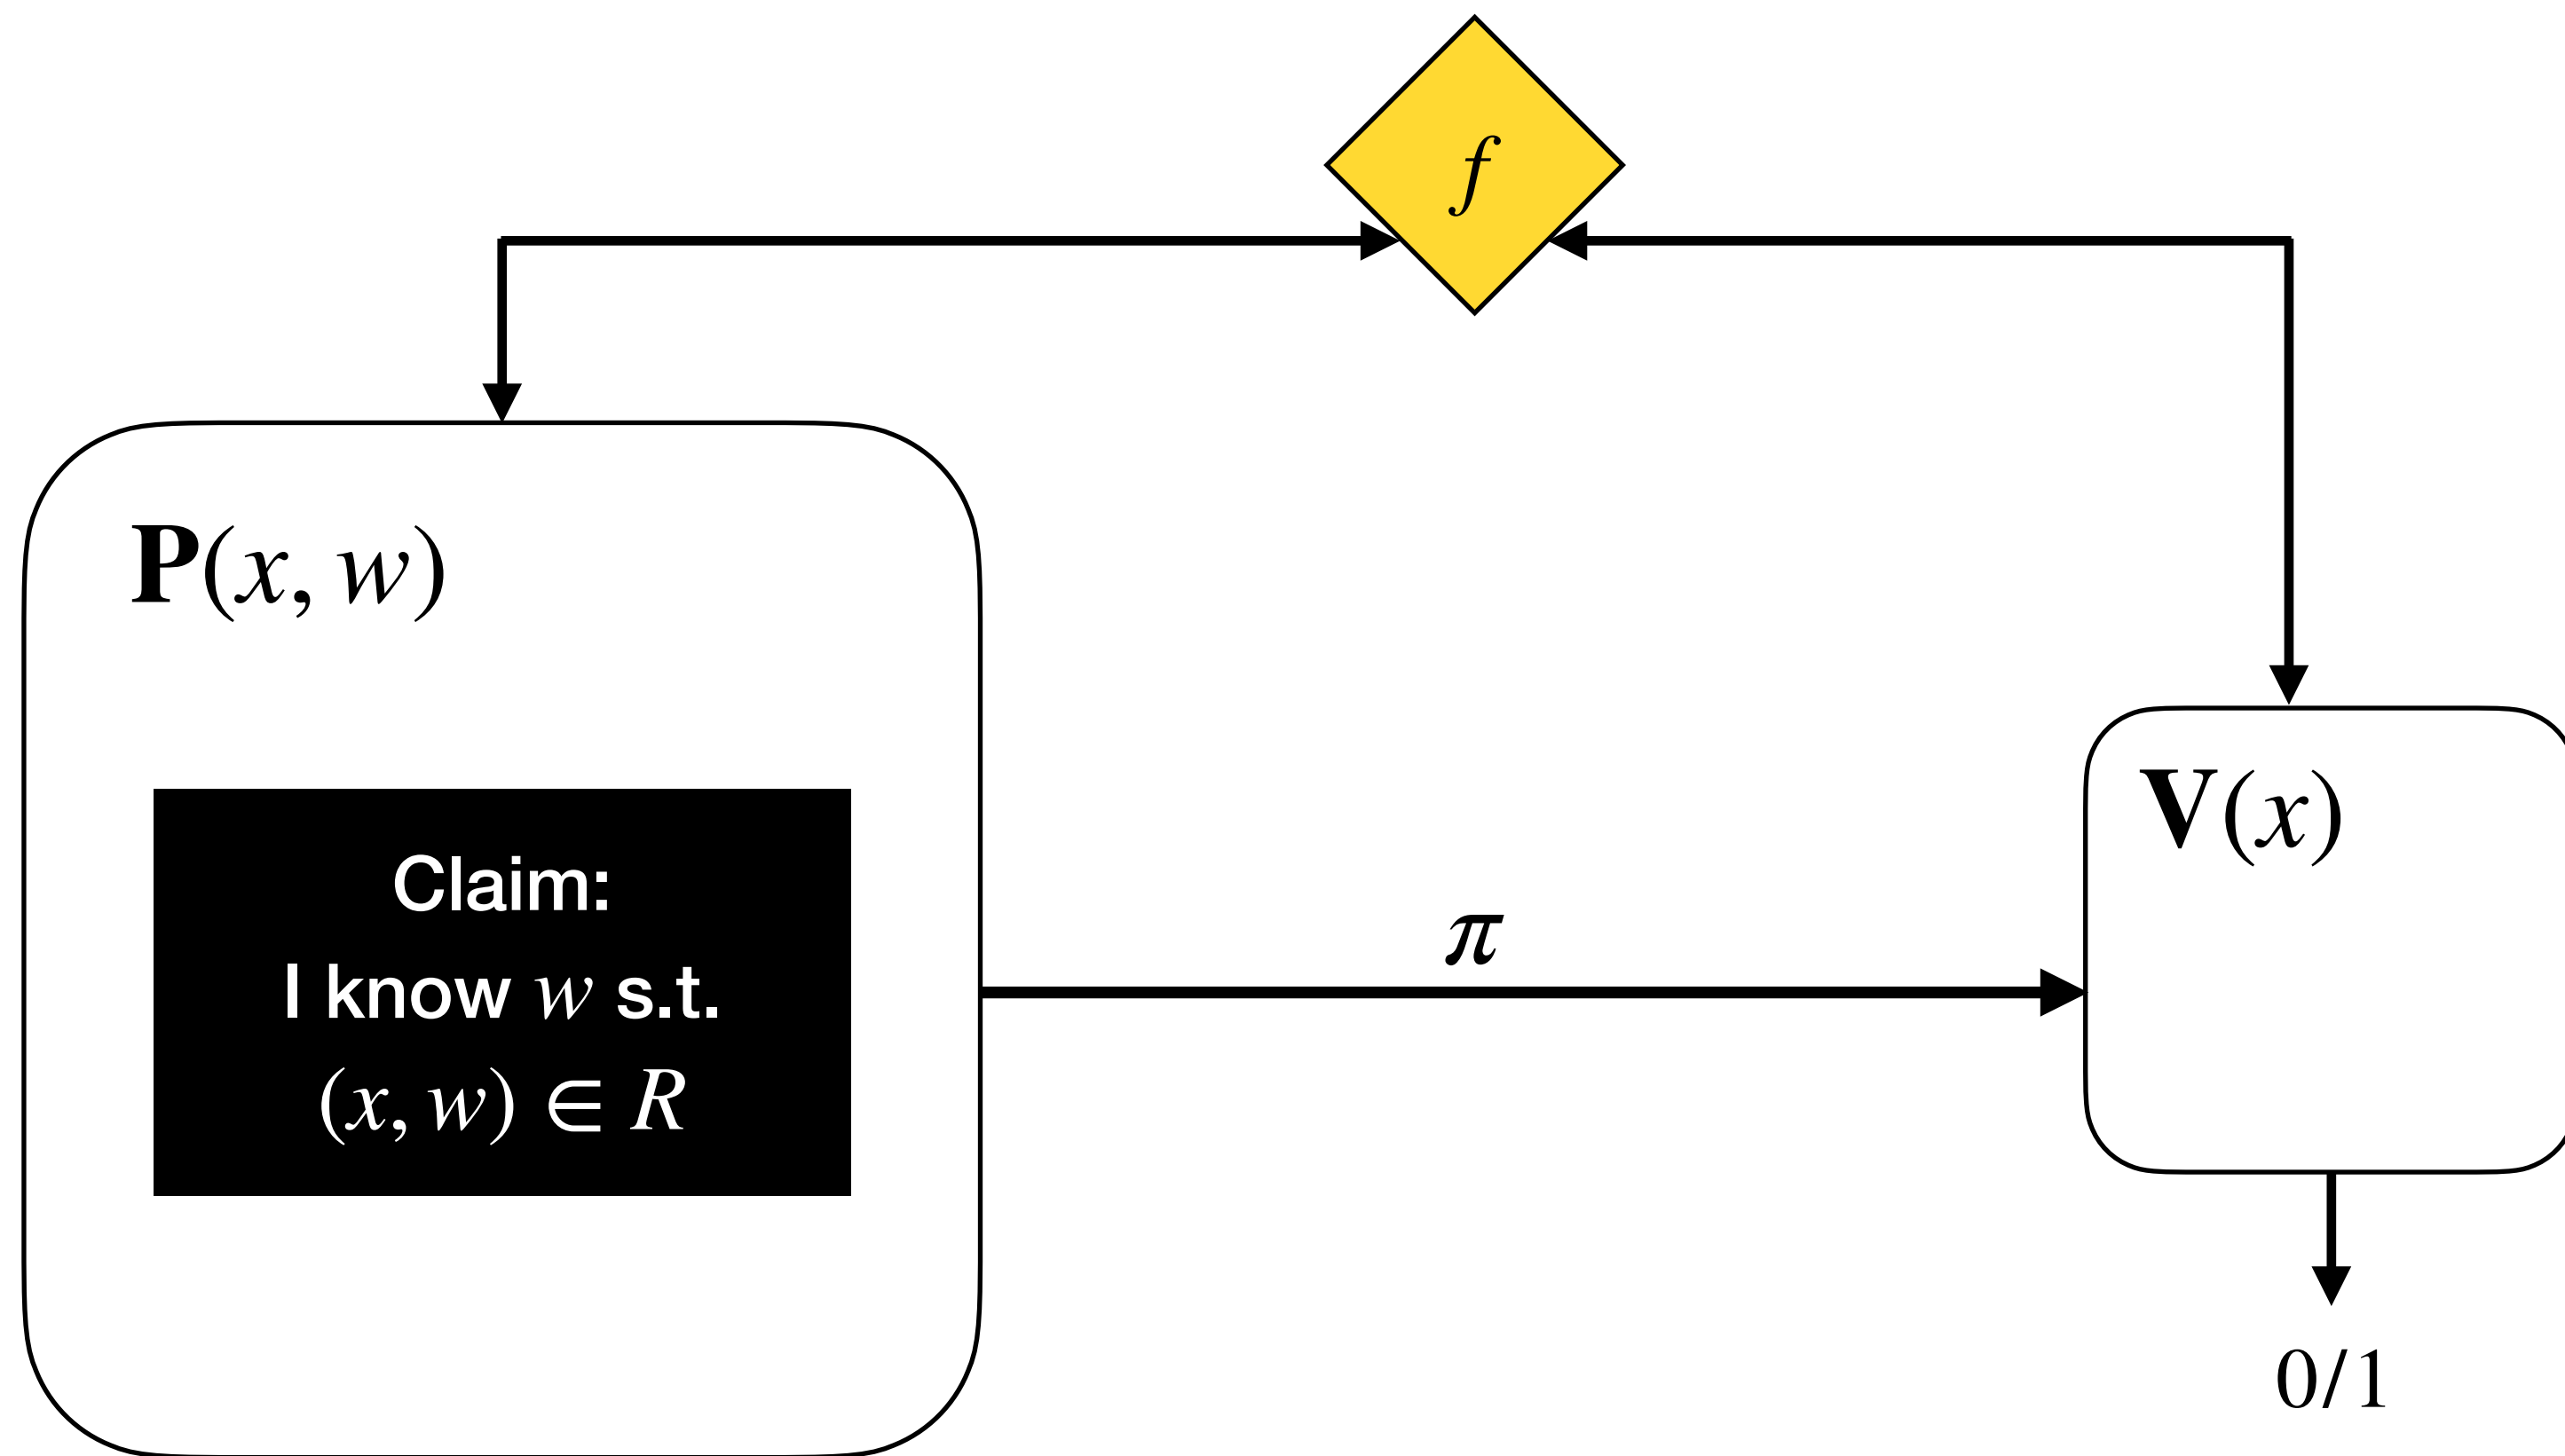 f
P(x, w)
Claim:
I know w s.t.
(x, w) ∈ R
π
V(x)
0/1